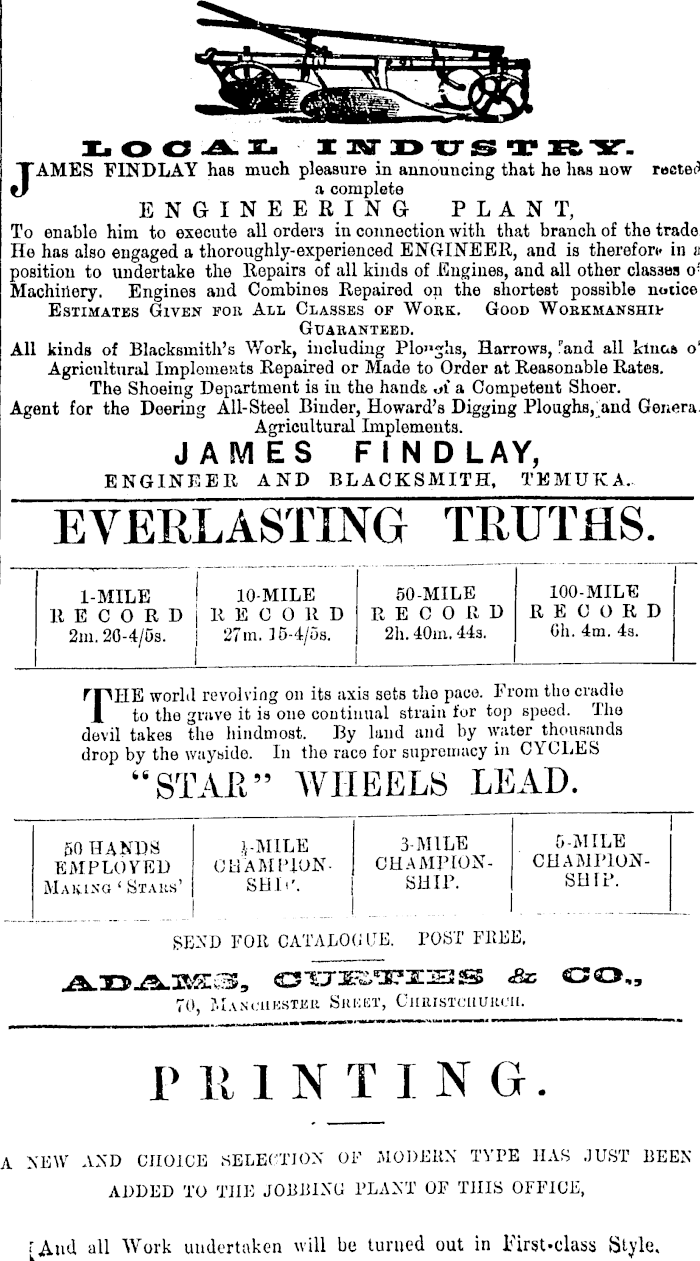 LOCAL INDUSTRY.
JAMES FINDLAY has much pleasure in announcing that he has now rected
a complete
ENGINEERING PLANT,
To enable him to execute all orders in connection with that branch of the trade
He has also engaged a thoroughly-experienced ENGINEER, and is therefore in a
position to undertake the Repairs of all kinds of Engines, and all other classes of
Machinery. Engines and Combines Repaired on the shortest possible notice
ESTIMATES GIVEN FOR ALL CLASSES OF WORK. GOOD WORKMANSHIP
GUARANTEED.
All kinds of Blacksmith's Work, including Ploughs, Harrows, and all kinds o
Agricultural Implements Repaired or Made to Order at Reasonable Rates.
The Shoeing Department is in the hands of a Competent Shoer.
Agent for the Deering All-Steel Binder, Howard's Digging Ploughs, and Genera
Agricultural Implements.
JAMES FINDLAY,
ENGINEER AND BLACKSMITH, TEMUKA.
EVERLASTING TRUTHS.
1-MILE RECORD 2m. 26-4/5s.
10-MILE RECORD 27m. 15-4/5s.
50-MILE RECORD 2h. 40m. 44s.
100-MILE RECORD 6h. 4m. 4s.
THE world revolving on its axis sets the pace. From the cradle
to the grave it is one continual strain for top speed. The
devil takes the hindmost. By land and by water thousands
drop by the wayside. In the race for supremacy in CYCLES
"STAR" WHEELS LEAD.
50 HANDS EMPLOYED MAKING 'STARS'
-MILE CHAMPION-SHIP.
3-MILE CHAMPION-SHIP.
5-MILE CHAMPION-SHIP.
SEND FOR CATALOGUE. POST FREE,
ADAMS, CURTIES & CO.,
70, MANCHESTER SREET, CHRISTCHURCH.
PRINTING.
A NEW AND CHOICE SELECTION OF MODERN TYPE HAS JUST BEEN
ADDED TO THE JOBBING PLANT OF THIS OFFICE,
[And all Work undertaken will be turned out in First-class Style.